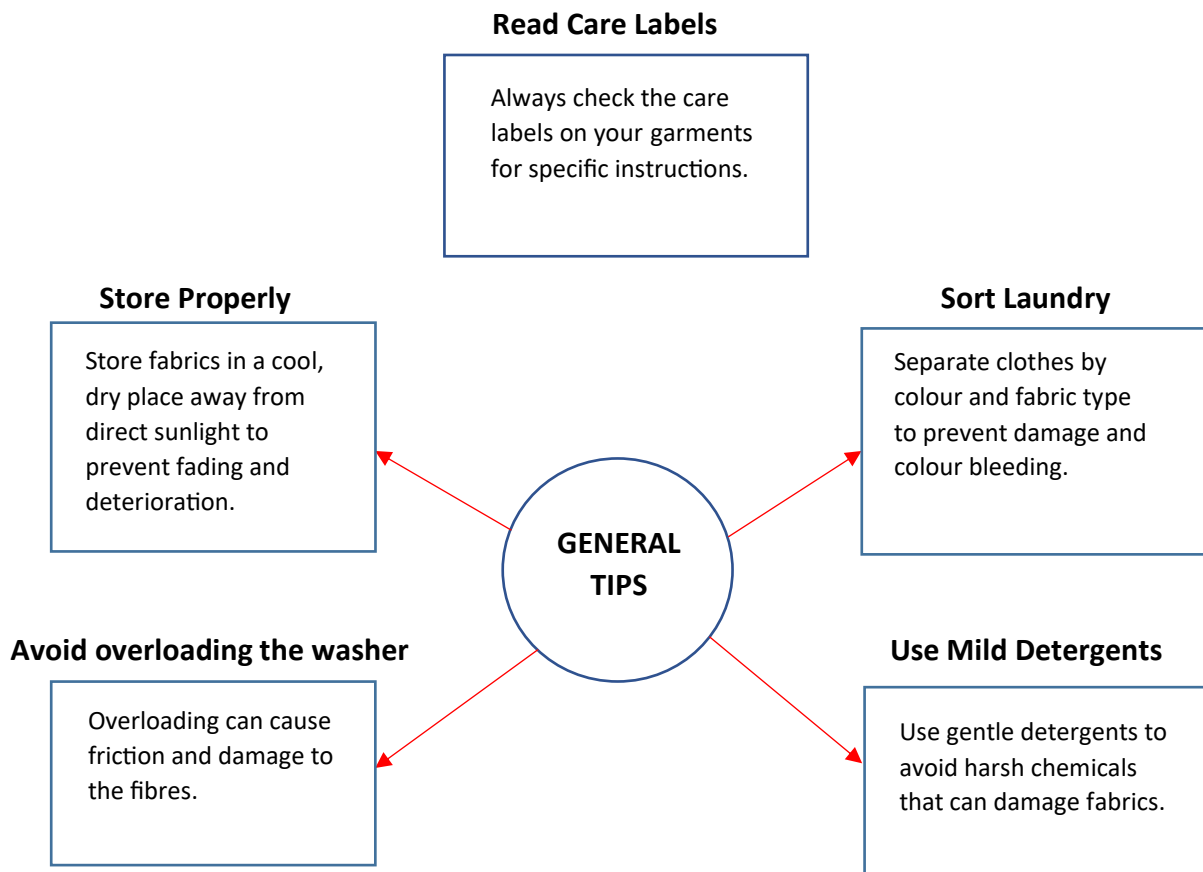 Read Care Labels
Always check the care
labels on your garments
for specific instructions.
Store Properly
Store fabrics in a cool,
dry place away from
direct sunlight to
prevent fading and
deterioration.
Sort Laundry
Separate clothes by
colour and fabric type
to prevent damage and
colour bleeding.
GENERAL
TIPS
Avoid overloading the washer
Overloading can cause
friction and damage to
the fibres.
Use Mild Detergents
Use gentle detergents to
avoid harsh chemicals
that can damage fabrics.